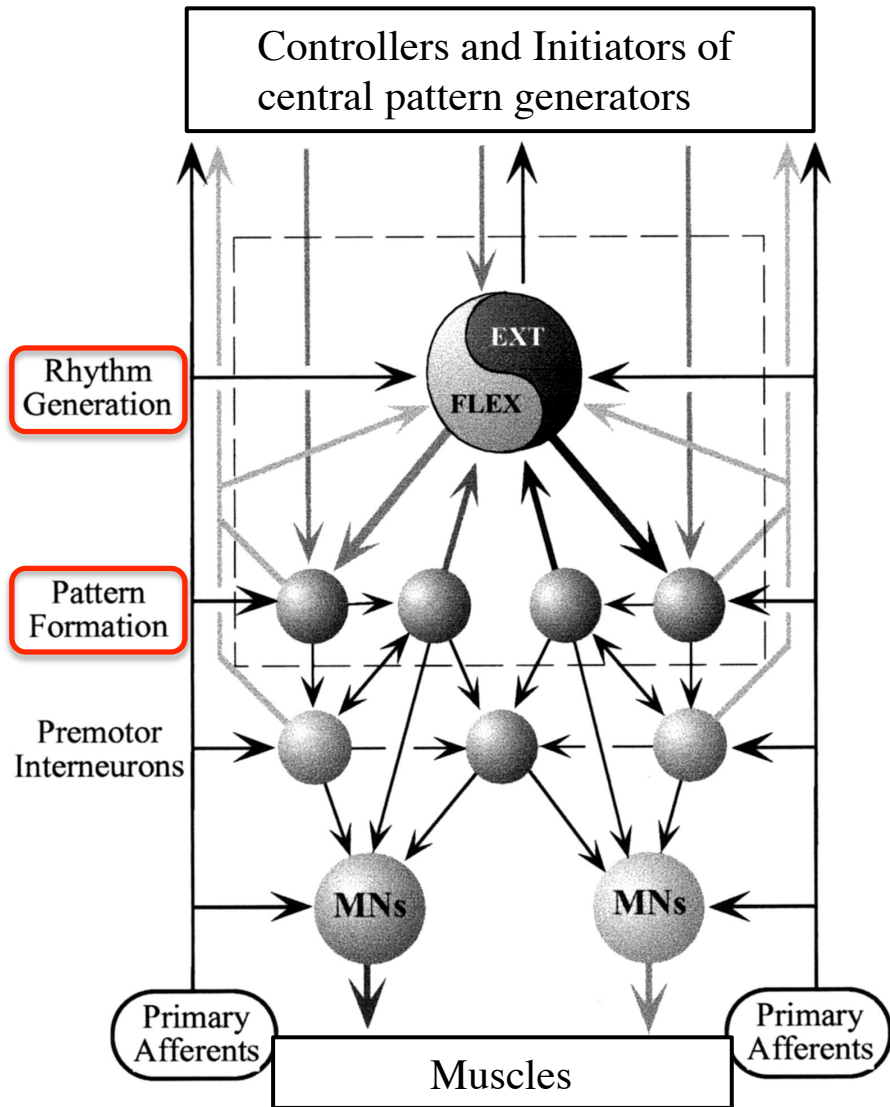 Controllers and Initiators of
central pattern generators
EXT
FLEX
Rhythm
Generation
Pattern
Formation
Premotor
Interneurons
MNs
MNs
Primary
Afferents
Primary
Afferents
Muscles